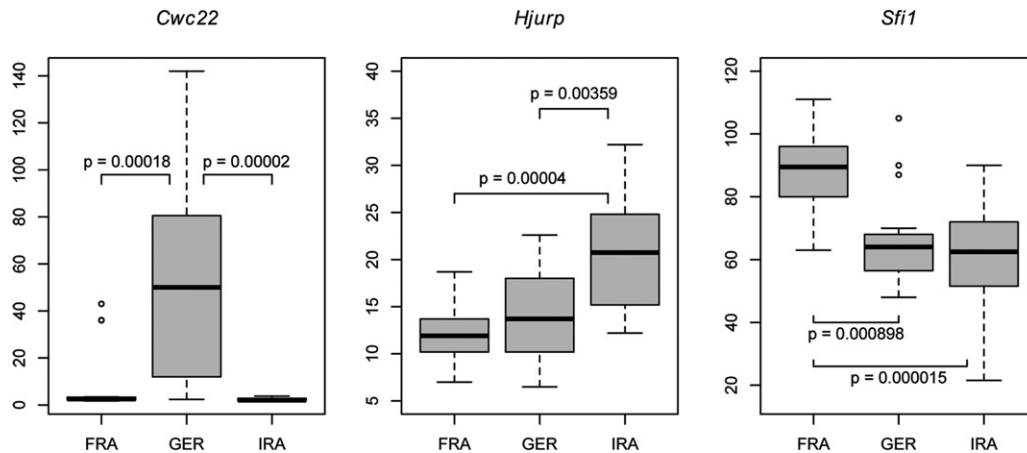 Cwc22
Hjurp
Sfi1
140
120
100
80
60
40
20
0
p = 0.00018
p = 0.00002
FRA
GER
IRA
40
35
30
25
20
15
10
5
p = 0.00359
p = 0.00004
FRA
GER
IRA
120
100
80
60
40
20
p = 0.000898
p = 0.000015
FRA
GER
IRA